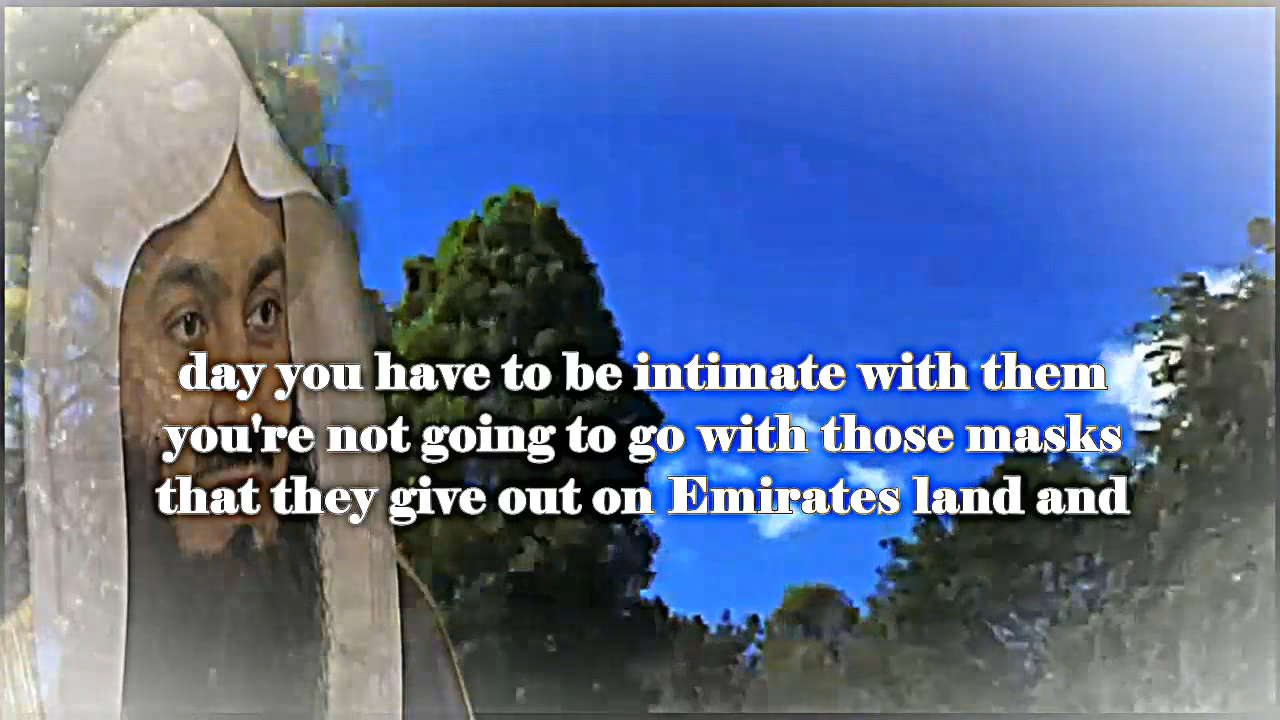 day you have to be intimate with them
you're not going to go with those masks
that they give out on Emirates land and